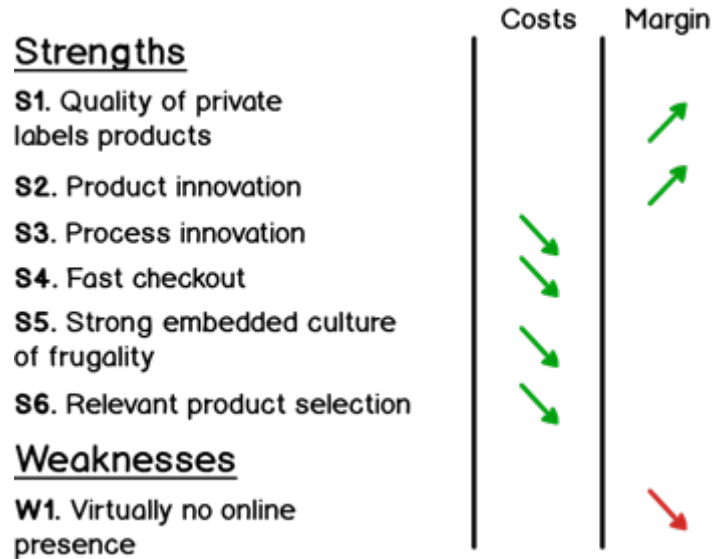 Costs Margin
Strengths
S1. Quality of private
labels products
S2. Product innovation
S3. Process innovation
S4. Fast checkout
S5. Strong embedded culture
of frugality
S6. Relevant product selection
Weaknesses
W1. Virtually no online
presence